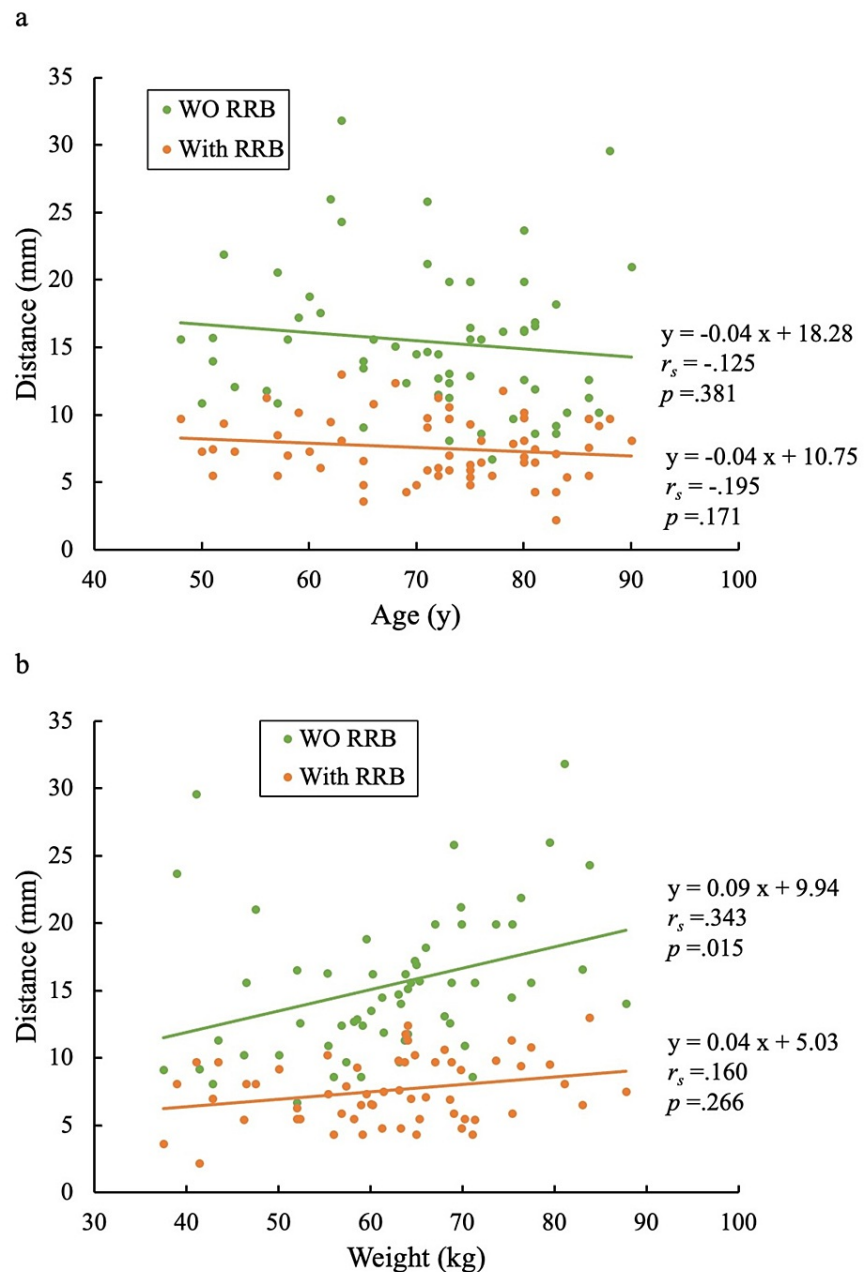 a
35
30
25
20
15
10
5
0
Distance (mm)
WO RRB
With RRB
y = -0.04 x + 18.28
rs = -.125
p =.381
y = -0.04 x + 10.75
rs = -.195
p =.171
40 50 60 70 80 90 100
Age (y)
b
35
30
25
20
15
10
5
0
Distance (mm)
WO RRB
With RRB
y = 0.09 x + 9.94
rs =.343
p =.015
y = 0.04 x + 5.03
rs =.160
p =.266
30 40 50 60 70 80 90 100
Weight (kg)